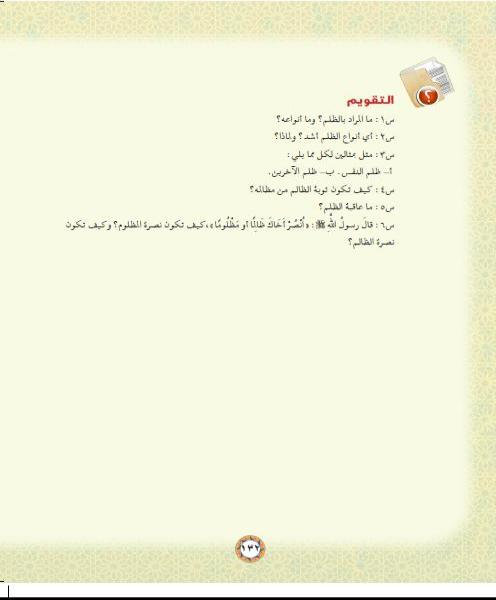 التقويم
س١ : ما المراد بالظلم؟ وما أنواعه؟
س٢ : أي أنواع الظلم أشد؟ ولماذا؟
س٣ : مثل بمثالين لكل مما يلي :
أ- ظلم النفس. ب- ظلم الآخرين.
س٤ : كيف تكون توبة الظالم من مظالمه؟
س٥ : ما عاقبة الظلم؟
س٦ : قالَ رسولُ اللهِ ﷺ : «اُنْصُرْ أَخَاكَ ظَالِمًا أو مَظْلُومًا»، كيف تكون نصرة المظلوم؟ وكيف تكون
نصرة الظالم؟
؟
١٣٢